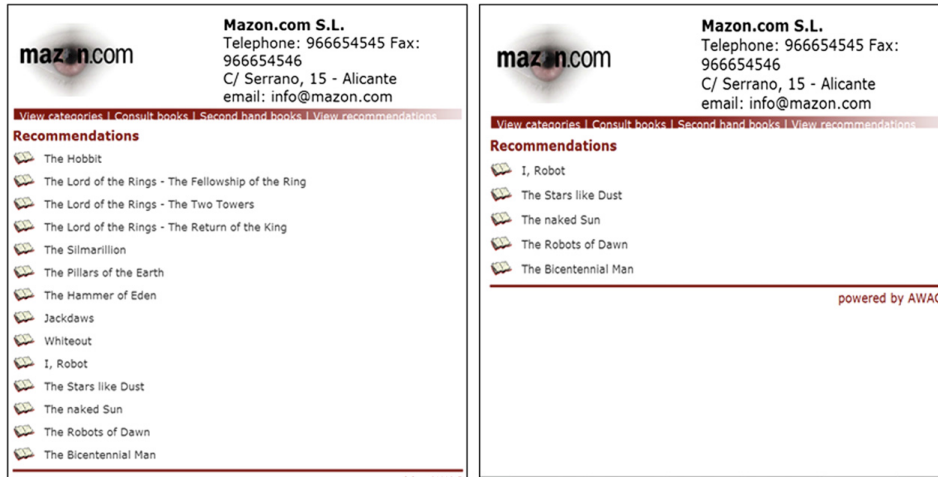 maz n.com
Mazon.com S.L.
Telephone: 966654545 Fax:
966654546
C/ Serrano, 15 - Alicante
email: info@mazon.com
View categories | Consult books | Second hand books | View recommendations
Recommendations
The Hobbit
The Lord of the Rings - The Fellowship of the Ring
The Lord of the Rings - The Two Towers
The Lord of the Rings - The Return of the King
The Silmarillion
The Pillars of the Earth
The Hammer of Eden
Jackdaws
Whiteout
I, Robot
The Stars like Dust
The naked Sun
The Robots of Dawn
The Bicentennial Man
maz n.com
Mazon.com S.L.
Telephone: 966654545 Fax:
966654546
C/ Serrano, 15 - Alicante
email: info@mazon.com
View categories | Consult books | Second hand books | View recommendations
Recommendations
I, Robot
The Stars like Dust
The naked Sun
The Robots of Dawn
The Bicentennial Man
powered by AWAC